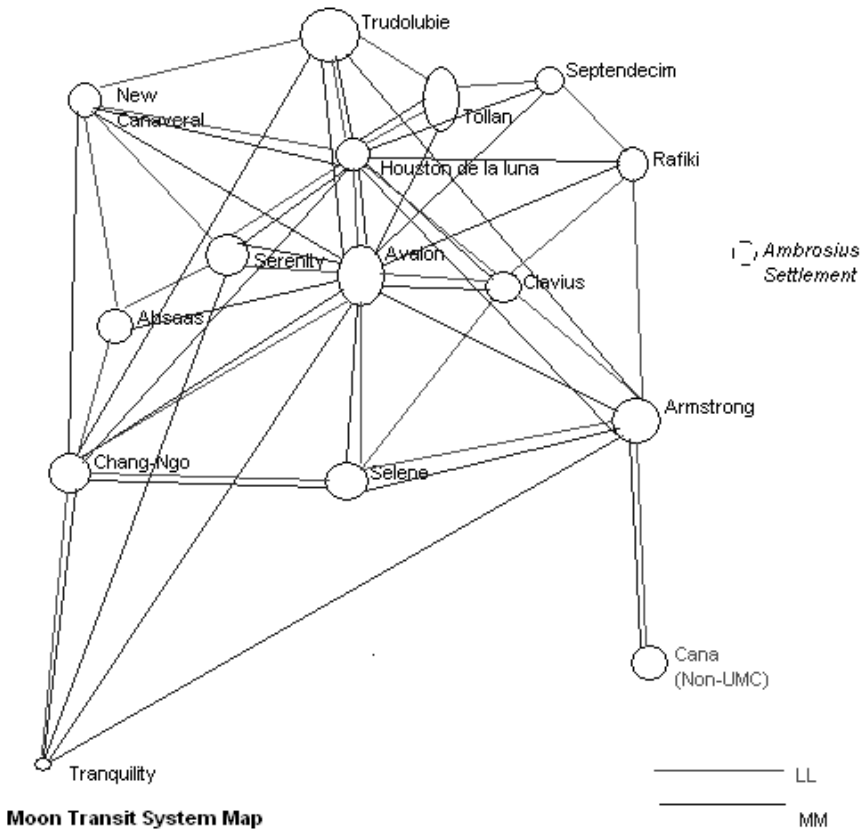 Trudolubie
Septendecim
New
Canaveral
Tollan
Houston de la luna
Rafiki
Serenity
Avalon
Ambrosius
Settlement
Clavius
Abseas
Armstrong
Chang-Ngo
Selene
Cana
(Non-UMC)
Tranquility
LL
Moon Transit System Map
MM